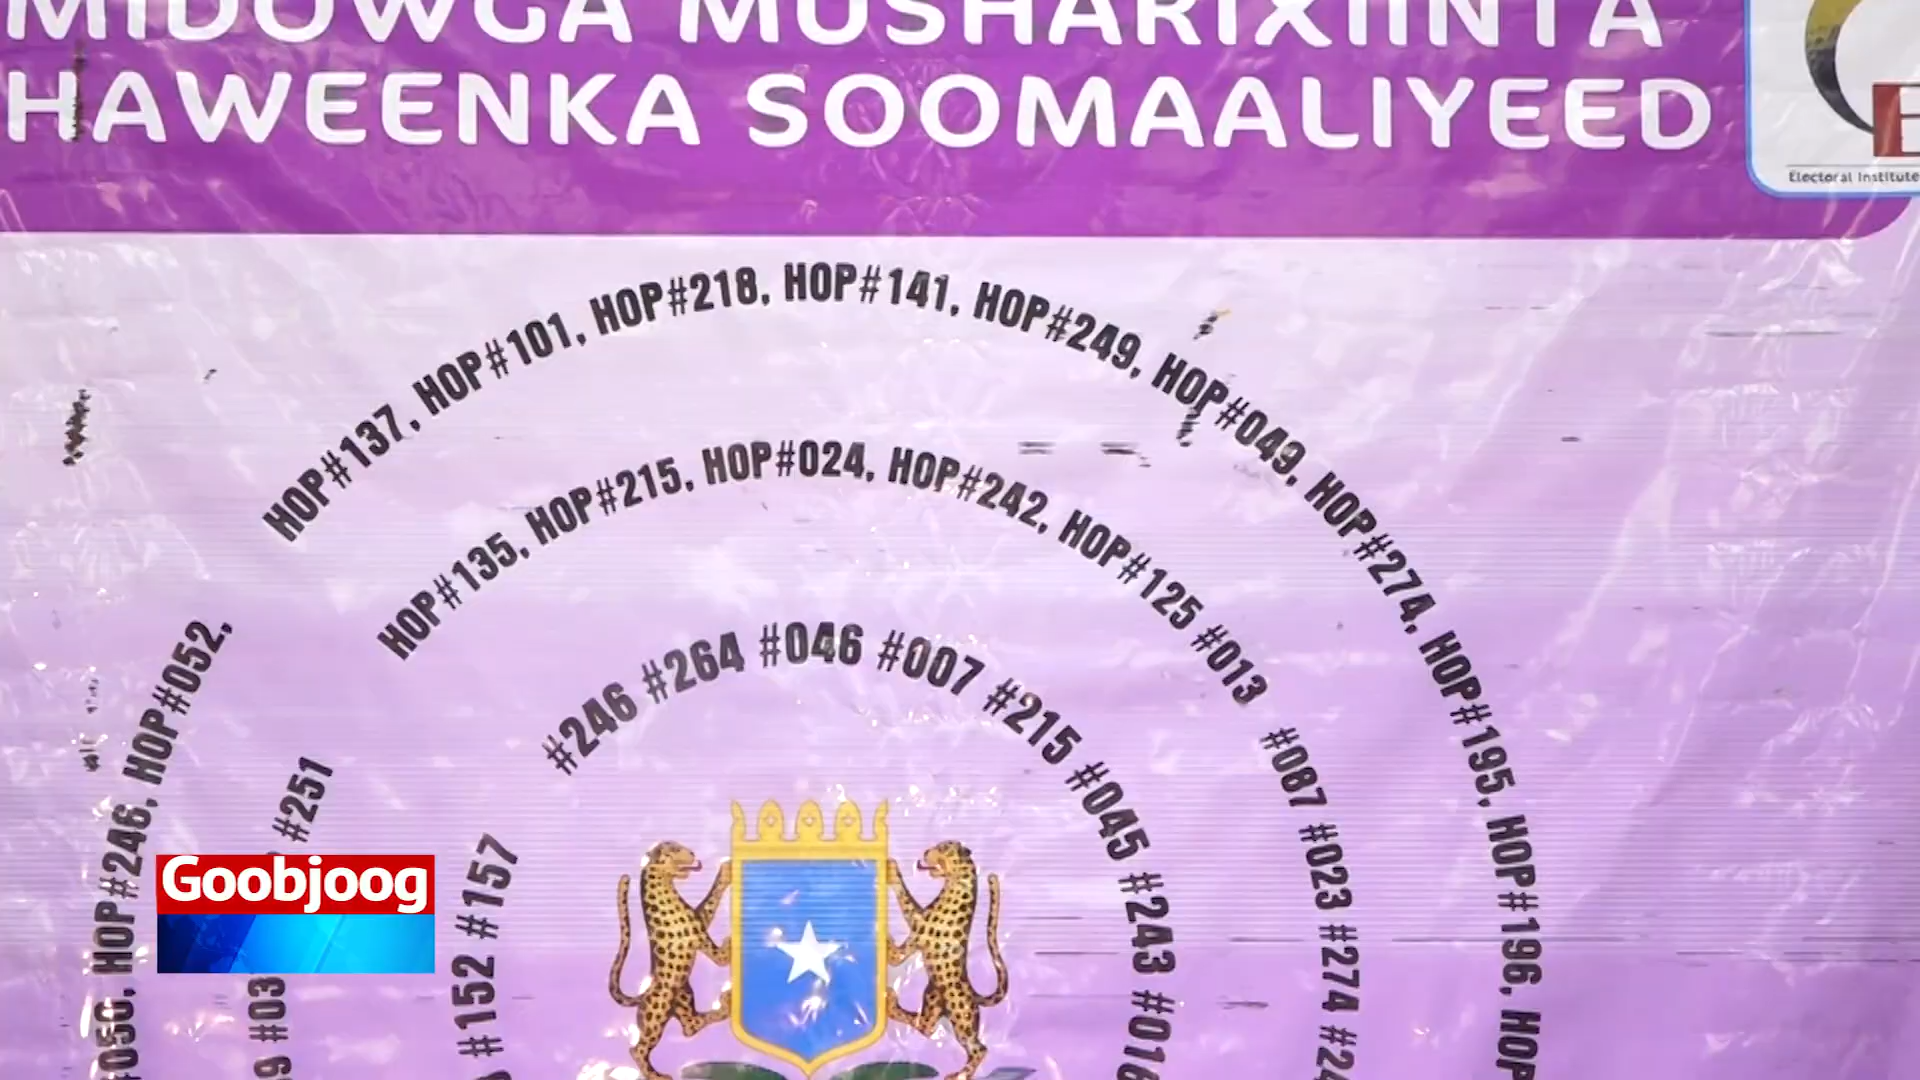 MIDOWGA MUSHARIXIINTA
HAWEENKA SOOMAALIYEED
Electoral Institute
HOP#137, HOP#101, HOP#218, HOP#141, HOP#249, HOP#049, HOP#274, HOP#195, HOP#196, HOP
HOP#246, HOP#052,
HOP#135, HOP#215, HOP#024, HOP#242, HOP#125 #013
#087 #023 #274
#251
#246 #264 #046 #007 #215 #045 #243 #016
#152 #157
Goobjoog